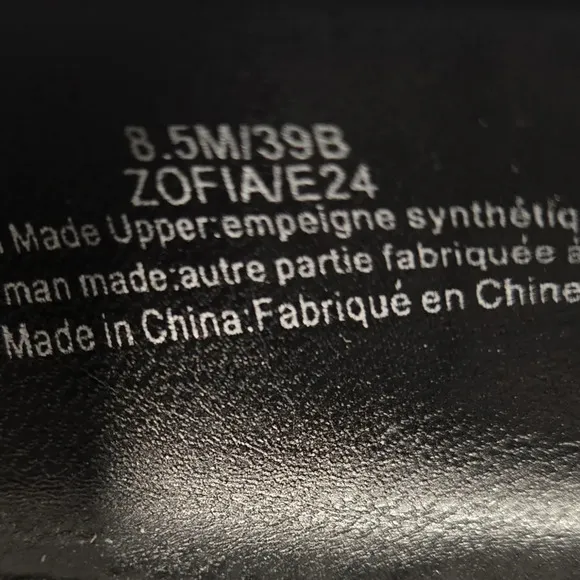 8.5M/39B
ZOFIA/E24
Made Upper:empeigne synthétiq
man made:autre partie fabriquée à
Made in China:Fabriqué en Chine